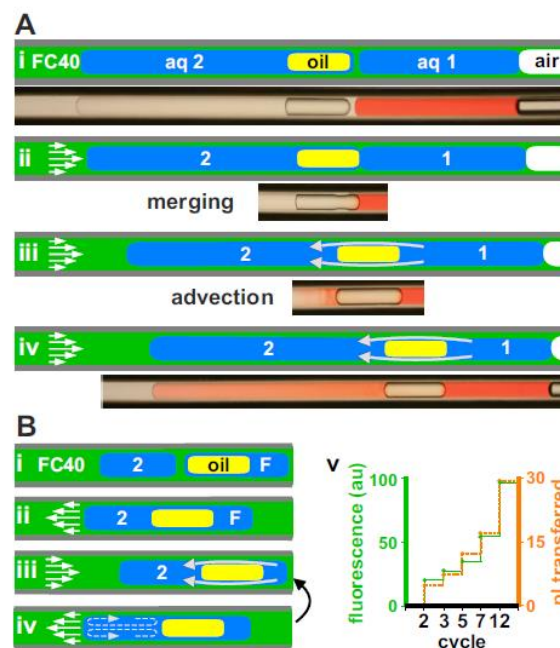 A
i FC40 aq 2 oil aq 1 air
ii 2 1
merging
iii 2 1
advection
iv 2 1
B
i FC40 2 oil F
ii 2 F
iii 2
iv
v
fluorescence (au)
100
50
0
30
15
0
nl transferred
2 3 5 7 12
cycle